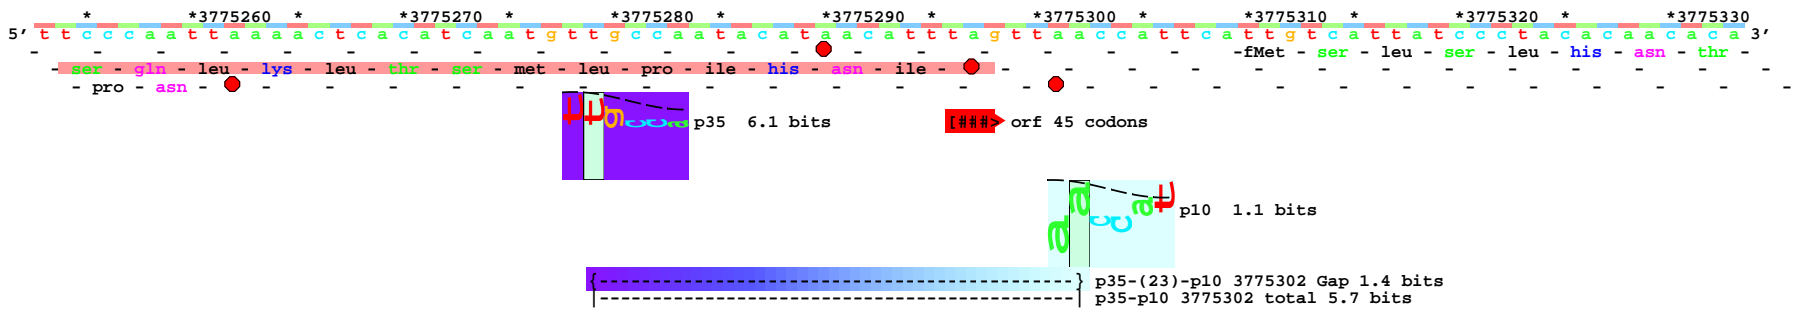 * *3775260 * *3775270 * *3775280 * *3775290 * *3775300 * *3775310 * *3775320 * *3775330
5' t t c c c a a t t a a a a c t c a c a t c a a t g t t g c c a a t a c a t a a c a t t t a g t t a a c c a t t c a t t g t c a t t a t c c c t a c a c a a c a c a 3'
- - - - - - - - - - - - - - - - - - - -fMet - ser - leu - ser - leu - his - asn - thr -
- ser - gln - leu - lys - leu - thr - ser - met - leu - pro - ile - his - asn - ile - - - - - - - - - - - - - -
- pro - asn - - - - - - - - - - - - - - - - - - - - - - - - - -
t t g c c a p35 6.1 bits
[###> orf 45 codons
a a c c a t p10 1.1 bits
{-----------------------------------------------} p35-(23)-p10 3775302 Gap 1.4 bits
|-----------------------------------------------| p35-p10 3775302 total 5.7 bits